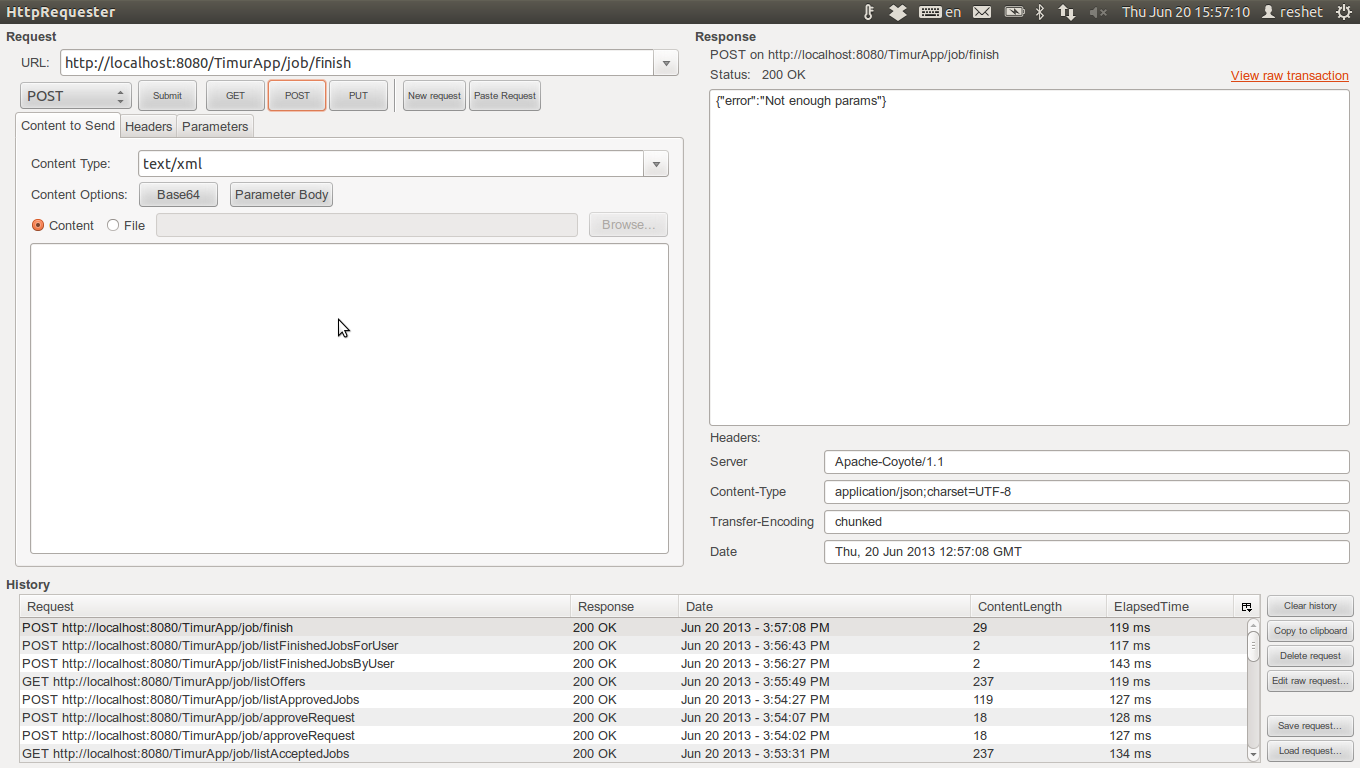 HttpRequester
en
Thu Jun 20 15:57:10
reshet
Request
URL: http://localhost:8080/TimurApp/job/finish
POST Submit GET POST PUT New request Paste Request
Content to Send Headers Parameters
Content Type: text/xml
Content Options: Base64 Parameter Body
Content File Browse...
Response
POST on http://localhost:8080/TimurApp/job/finish
Status: 200 OK View raw transaction
{"error":"Not enough params"}
Headers:
Server Apache-Coyote/1.1
Content-Type application/json;charset=UTF-8
Transfer-Encoding chunked
Date Thu, 20 Jun 2013 12:57:08 GMT
History
Request Response Date ContentLength ElapsedTime
POST http://localhost:8080/TimurApp/job/finish 200 OK Jun 20 2013 - 3:57:08 PM 29 119 ms
POST http://localhost:8080/TimurApp/job/listFinishedJobsForUser 200 OK Jun 20 2013 - 3:56:43 PM 2 117 ms
POST http://localhost:8080/TimurApp/job/listFinishedJobsByUser 200 OK Jun 20 2013 - 3:56:27 PM 2 143 ms
GET http://localhost:8080/TimurApp/job/listOffers 200 OK Jun 20 2013 - 3:55:49 PM 237 119 ms
POST http://localhost:8080/TimurApp/job/listApprovedJobs 200 OK Jun 20 2013 - 3:54:27 PM 119 127 ms
POST http://localhost:8080/TimurApp/job/approveRequest 200 OK Jun 20 2013 - 3:54:07 PM 18 128 ms
POST http://localhost:8080/TimurApp/job/approveRequest 200 OK Jun 20 2013 - 3:54:02 PM 18 127 ms
GET http://localhost:8080/TimurApp/job/listAcceptedJobs 200 OK Jun 20 2013 - 3:53:31 PM 237 134 ms
Clear history
Copy to clipboard
Delete request
Edit raw request...
Save request...
Load request...